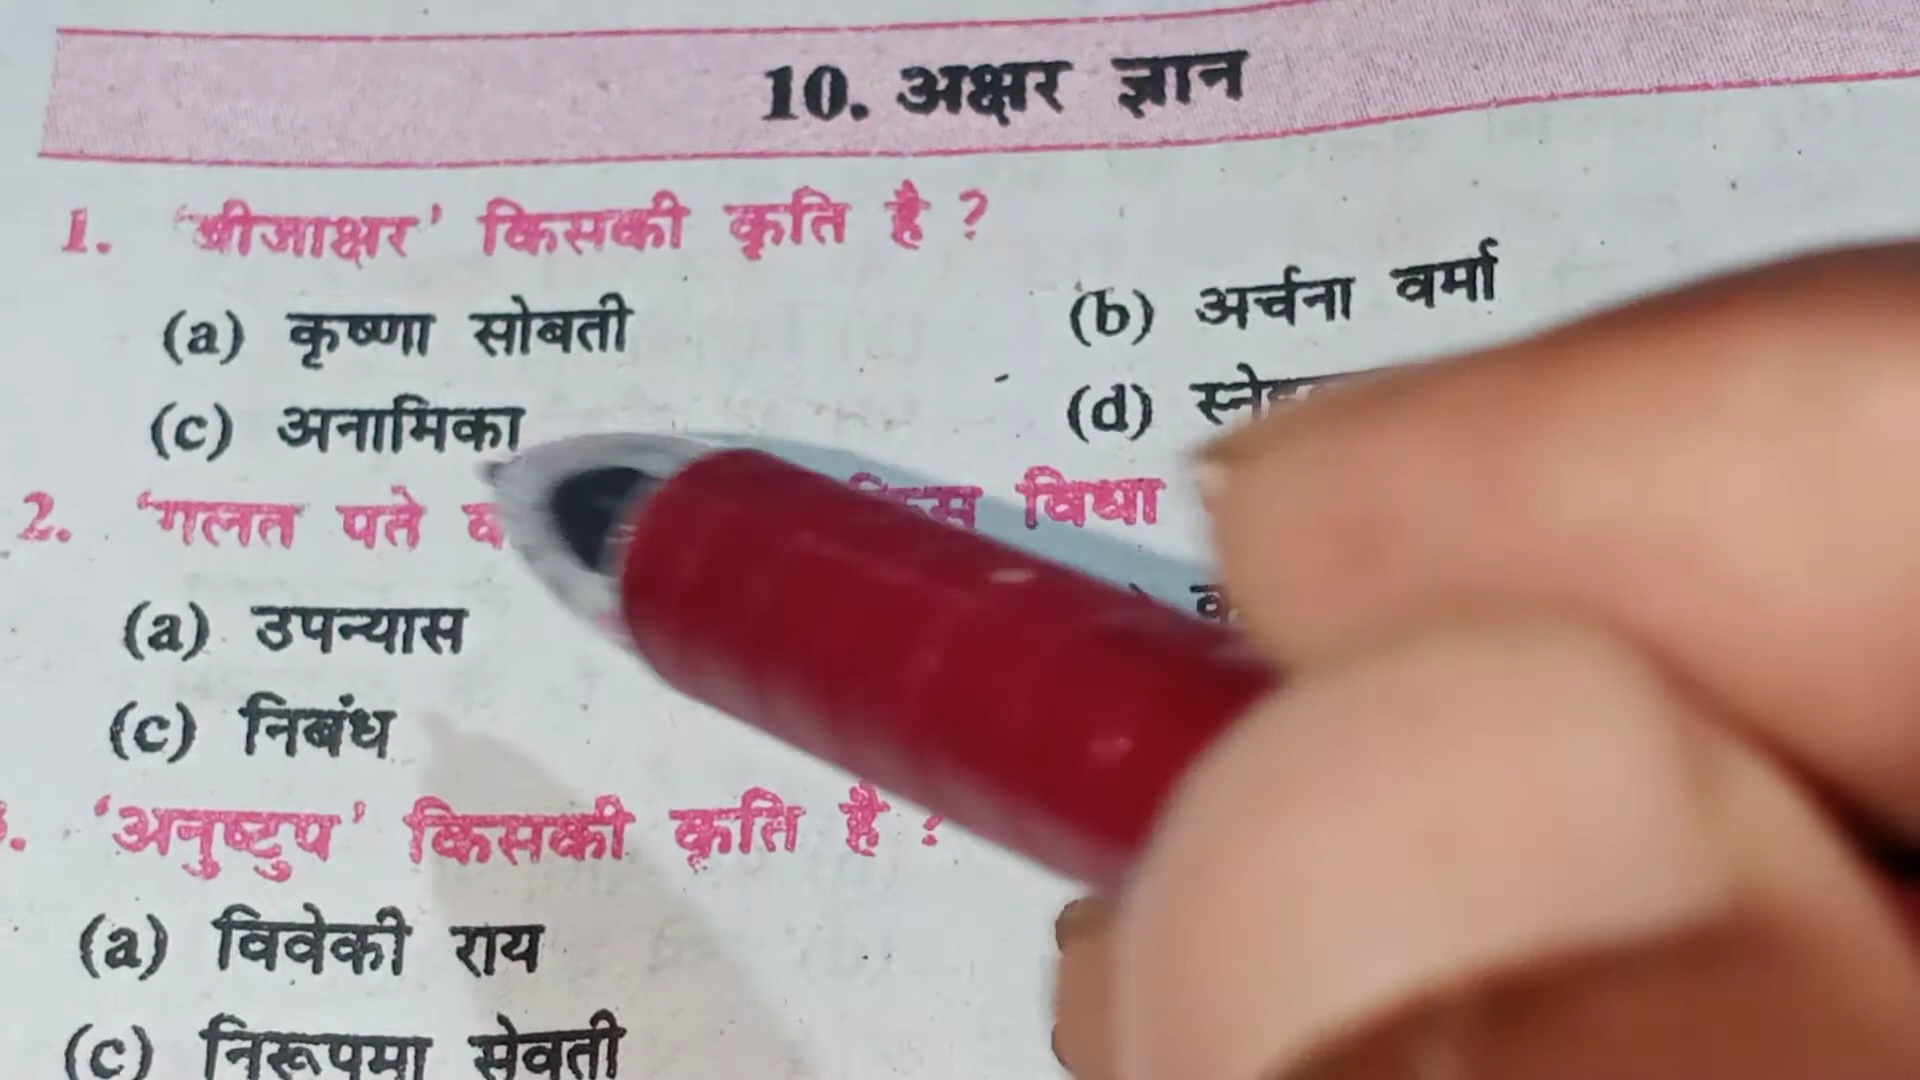 10. अक्षर ज्ञान
1. 'बीजाक्षर' किसकी कृति है ?
(a) कृष्णा सोबती (b) अर्चना वर्मा
(c) अनामिका (d)
2. 'गलत पते किस विधा
(a) उपन्यास
(c) निबंध
'अनुष्टुप' किसकी कृति है ?
(a) विवेकी राय
(c) निरूपमा सेवती